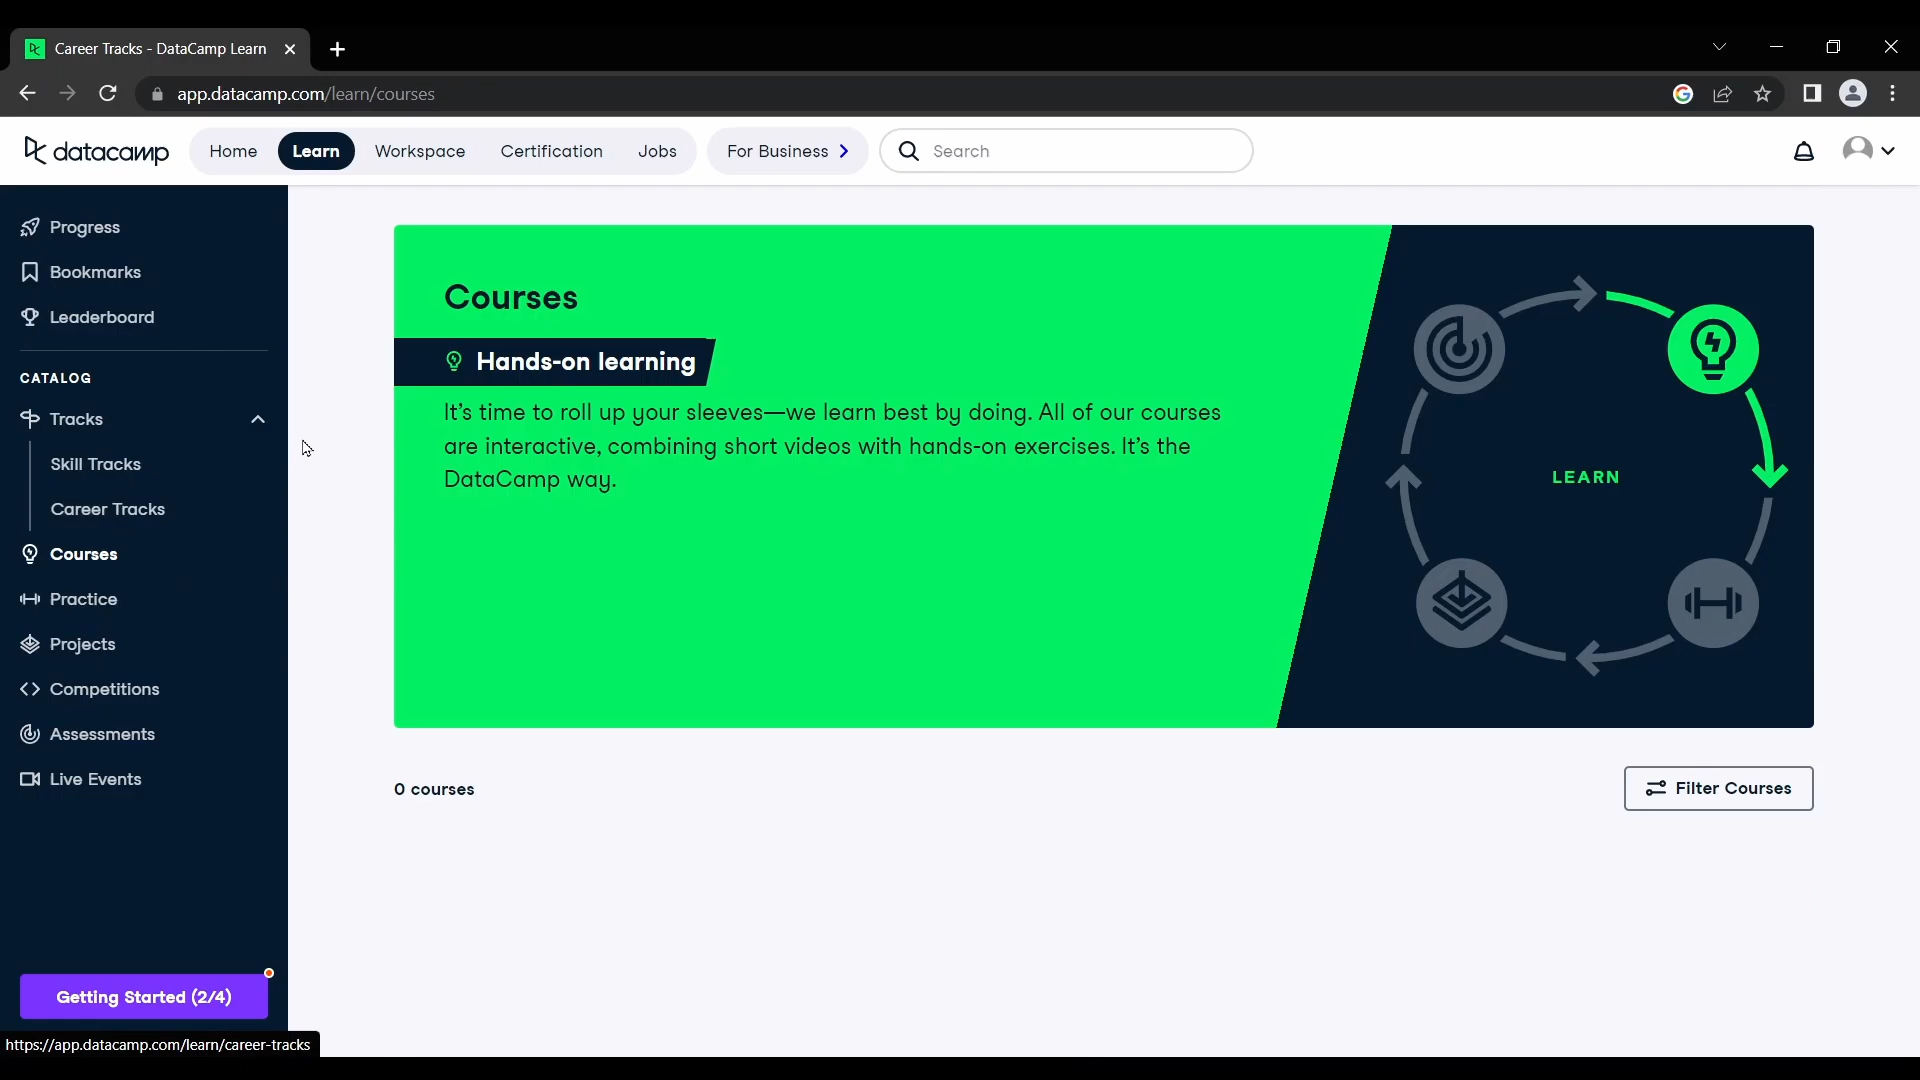 Career Tracks - DataCamp Learn
app.datacamp.com/learn/courses
datacamp
Home
Learn
Workspace
Certification
Jobs
For Business
Search
Progress
Bookmarks
Leaderboard
CATALOG
Tracks
Skill Tracks
Career Tracks
Courses
Practice
Projects
Competitions
Assessments
Live Events
Getting Started (2/4)
https://app.datacamp.com/learn/career-tracks
Courses
Hands-on learning
It's time to roll up your sleeves—we learn best by doing. All of our courses
are interactive, combining short videos with hands-on exercises. It's the
DataCamp way.
LEARN
0 courses
Filter Courses